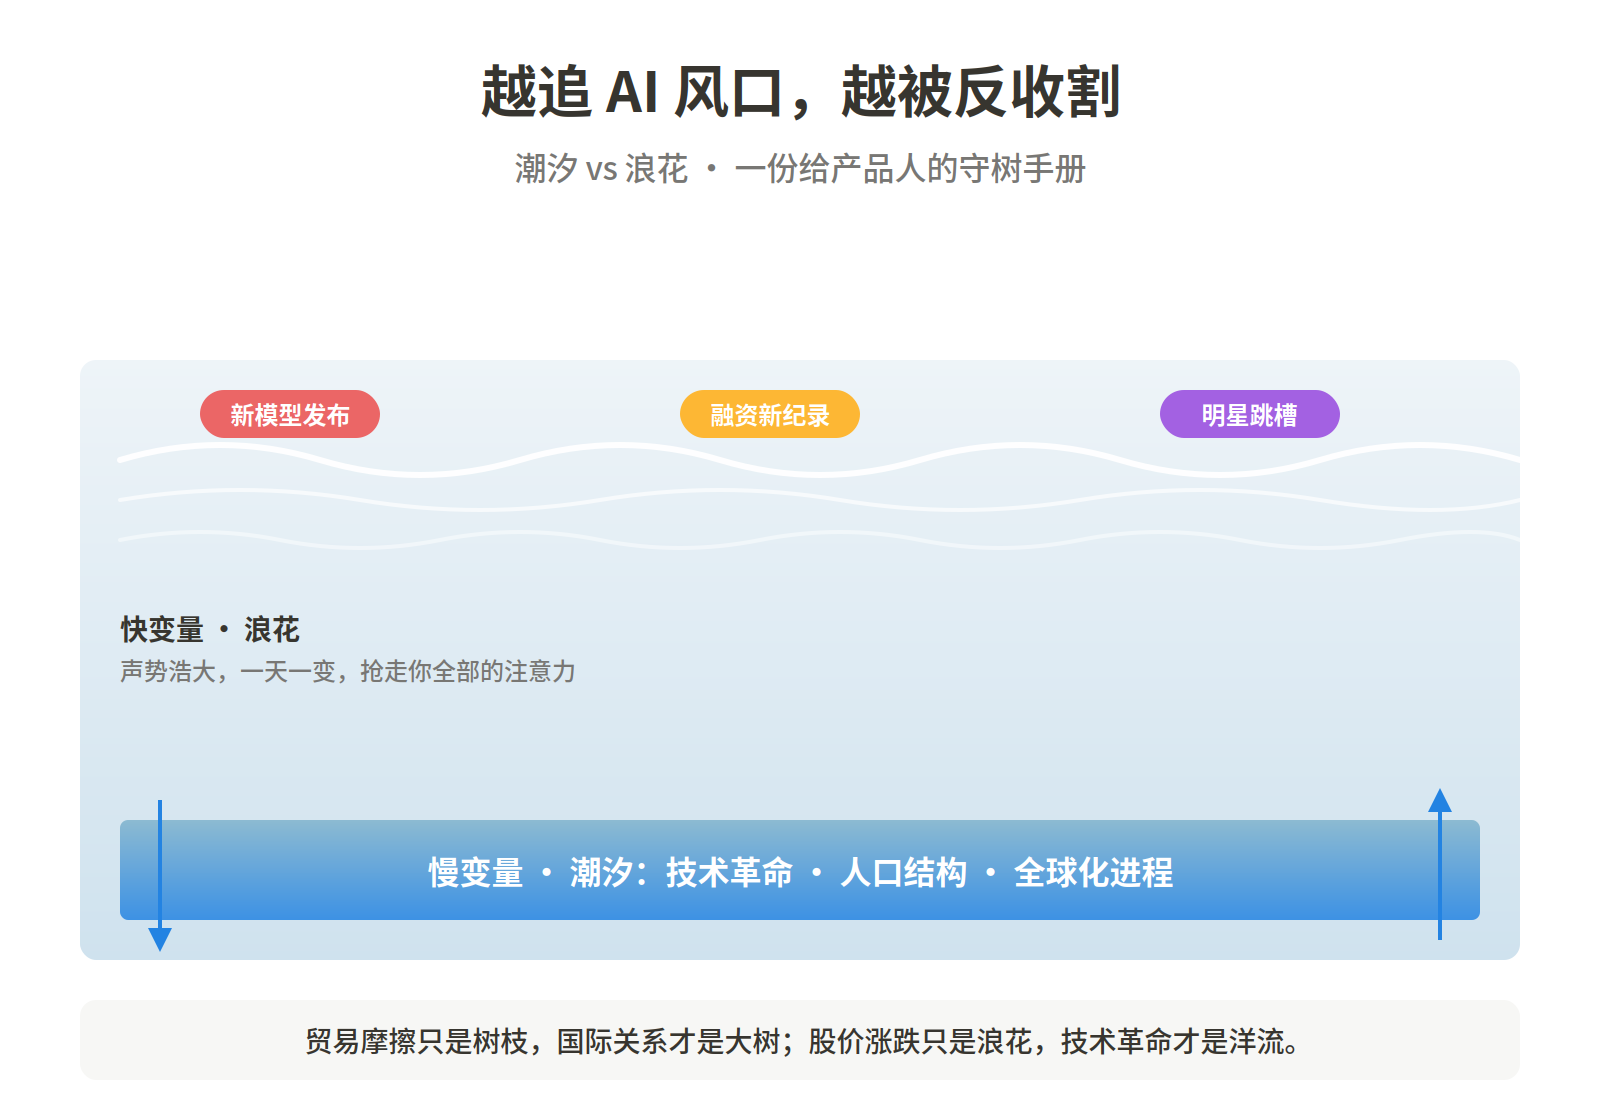 越追 AI 风口，越被反收割
潮汐 vs 浪花 • 一份给产品人的守树手册
新模型发布
融资新纪录
明星跳槽
快变量 • 浪花
声势浩大，一天一变，抢走你全部的注意力
慢变量 • 潮汐：技术革命 • 人口结构 • 全球化进程
贸易摩擦只是树枝，国际关系才是大树；股价涨跌只是浪花，技术革命才是洋流。